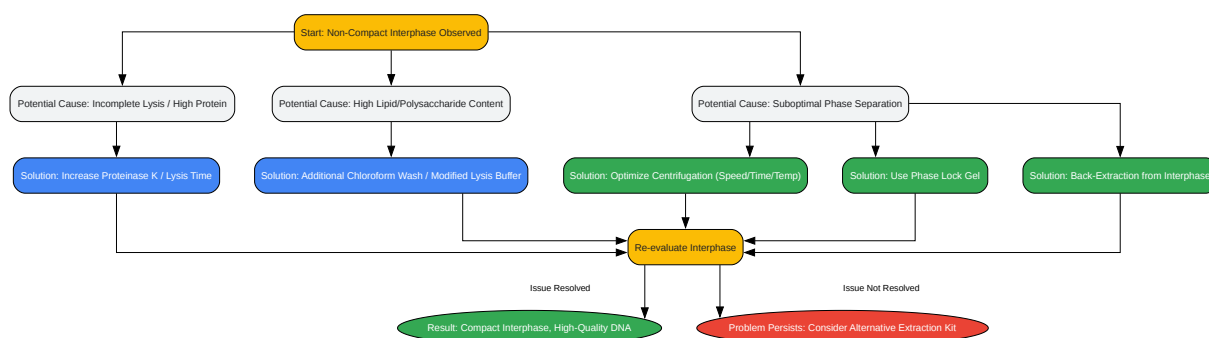 Start: Non-Compact Interphase Observed
Potential Cause: Incomplete Lysis / High Protein
Potential Cause: High Lipid/Polysaccharide Content
Potential Cause: Suboptimal Phase Separation
Solution: Increase Proteinase K / Lysis Time
Solution: Additional Chloroform Wash / Modified Lysis Buffer
Solution: Optimize Centrifugation (Speed/Time/Temp)
Solution: Use Phase Lock Gel
Solution: Back-Extraction from Interphase
Re-evaluate Interphase
Issue Resolved
Issue Not Resolved
Result: Compact Interphase, High-Quality DNA
Problem Persists: Consider Alternative Extraction Kit